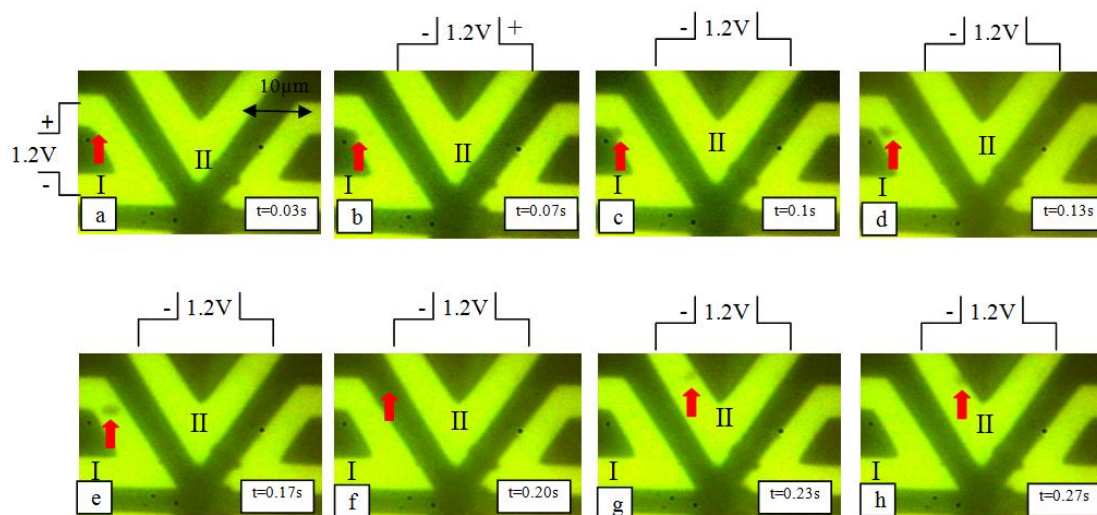 - 1.2V +
- 1.2V
- 1.2V
10µm
+
1.2V
-
II
II
II
II
I
I
I
I
a
t=0.03s
b
t=0.07s
c
t=0.1s
d
t=0.13s
- 1.2V
- 1.2V
- 1.2V
- 1.2V
II
II
II
II
I
I
I
I
e
t=0.17s
f
t=0.20s
g
t=0.23s
h
t=0.27s